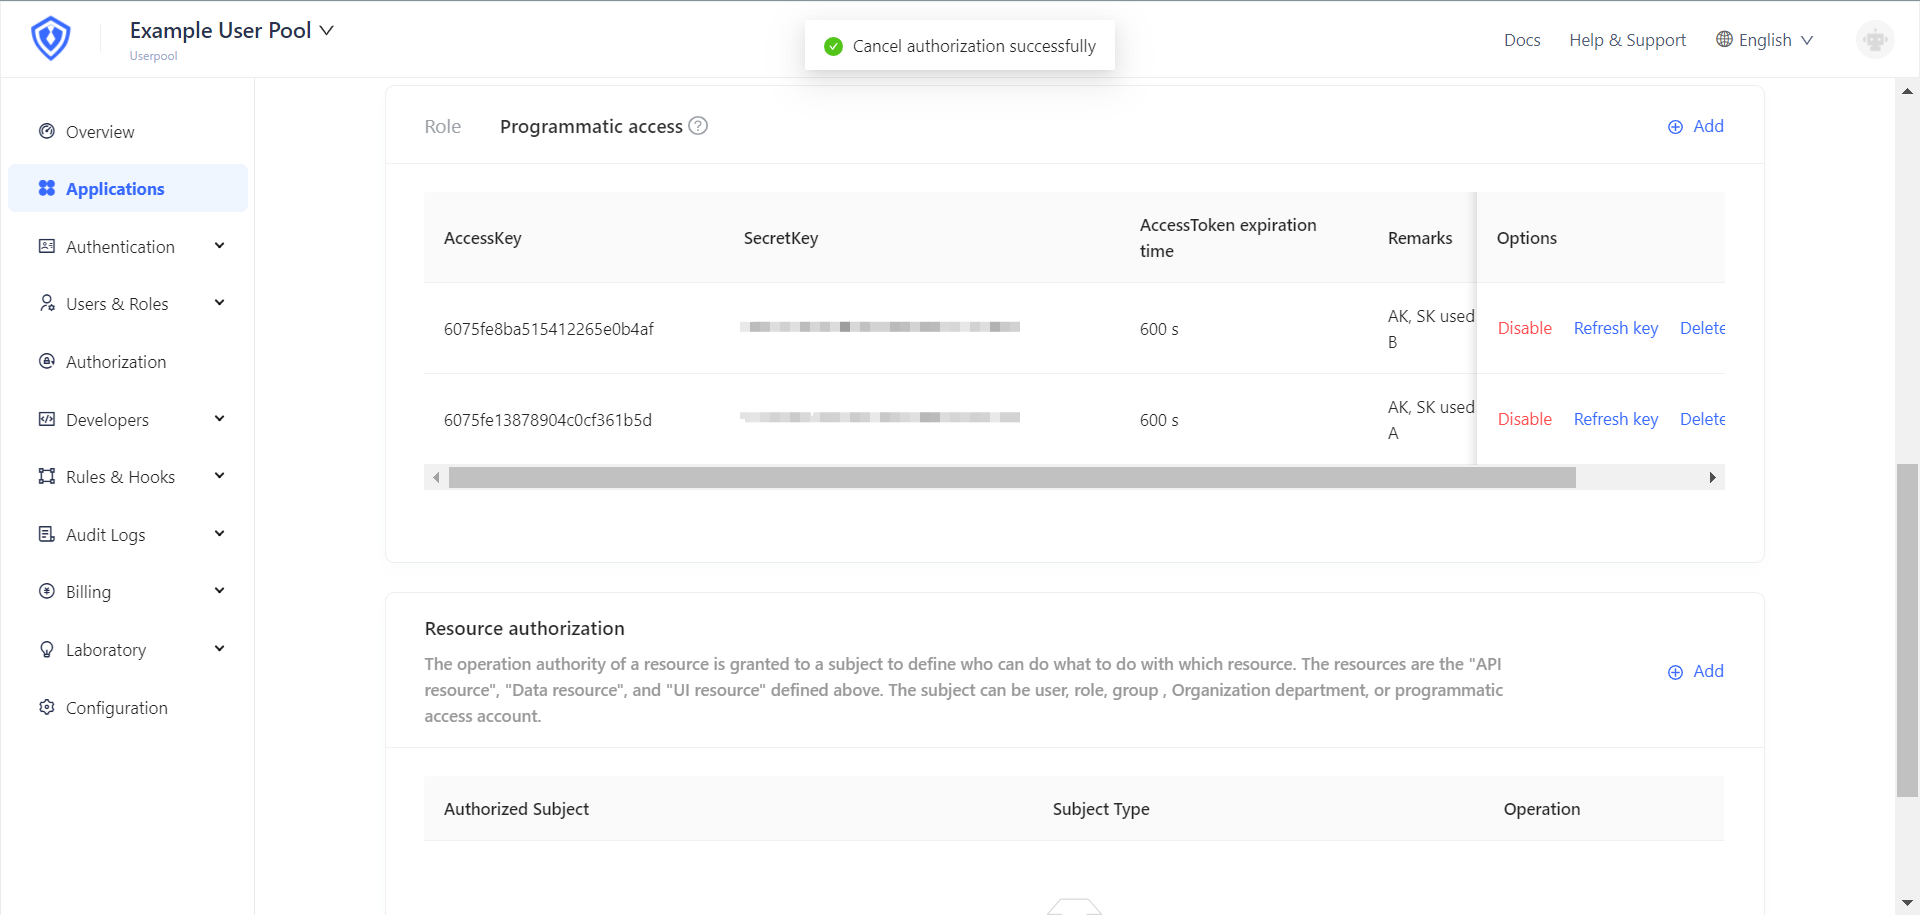 Example User Pool
Userpool
Cancel authorization successfully
Docs
Help & Support
English
Overview
Applications
Authentication
Users & Roles
Authorization
Developers
Rules & Hooks
Audit Logs
Billing
Laboratory
Configuration
Role
Programmatic access
Add
AccessKey
SecretKey
AccessToken expiration
time
Remarks
Options
6075fe8ba515412265e0b4af
600 s
AK, SK used
B
Disable
Refresh key
Delete
6075fe13878904c0cf361b5d
600 s
AK, SK used
A
Disable
Refresh key
Delete
Resource authorization
The operation authority of a resource is granted to a subject to define who can do what to do with which resource. The resources are the "API
resource", "Data resource", and "UI resource" defined above. The subject can be user, role, group , Organization department, or programmatic
access account.
Add
Authorized Subject
Subject Type
Operation